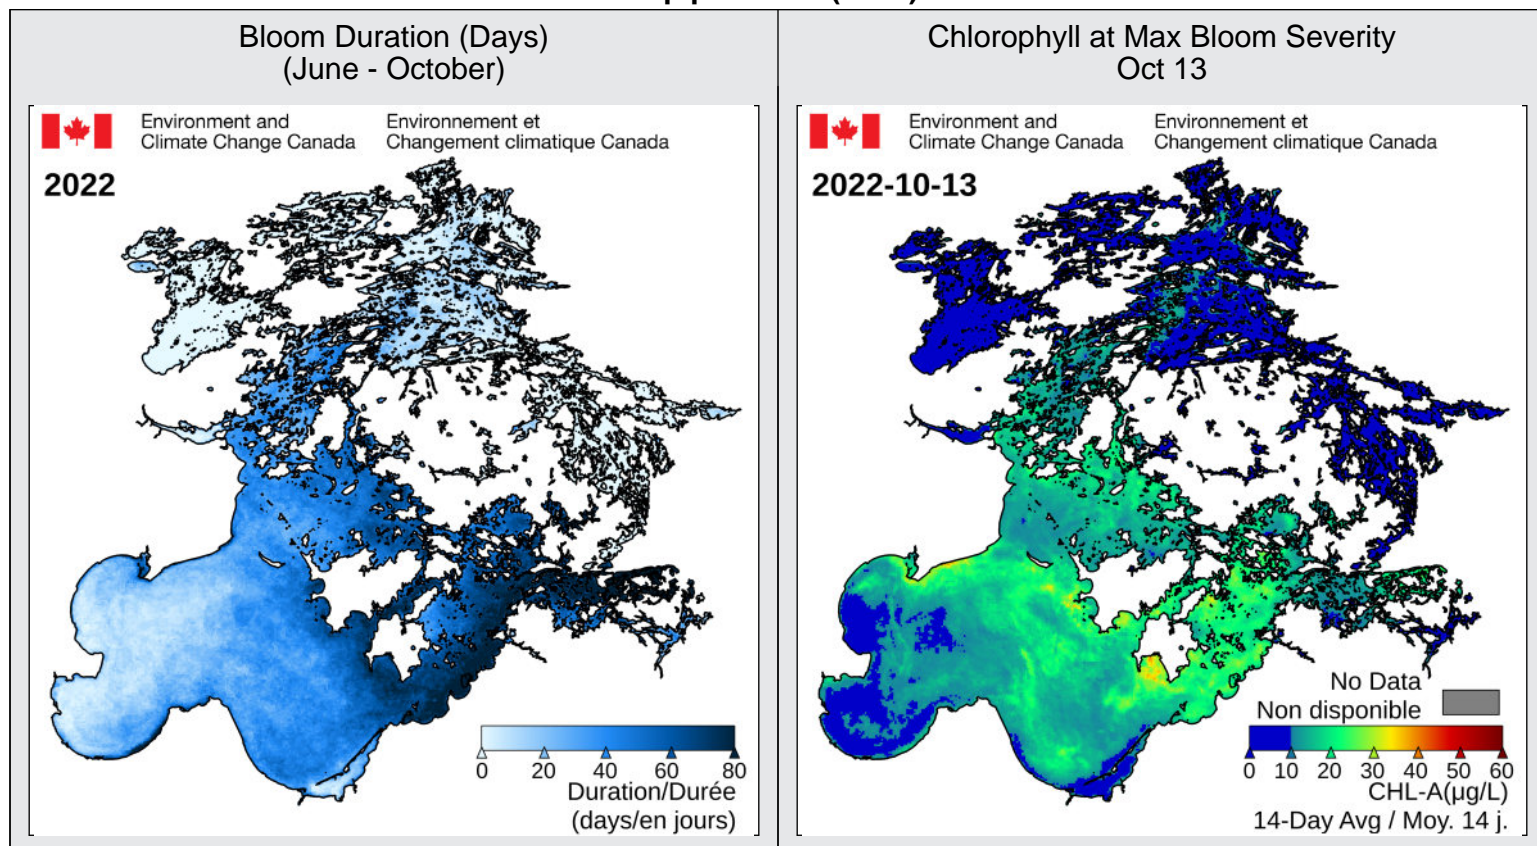 Bloom Duration (Days)
(June - October)
Chlorophyll at Max Bloom Severity
Oct 13
Environment and
Climate Change Canada
Environnement et
Changement climatique Canada
2022
0 20 40 60 80
Duration/Durée
(days/en jours)
Environment and
Climate Change Canada
Environnement et
Changement climatique Canada
2022-10-13
No Data
Non disponible
0 10 20 30 40 50 60
CHL-A(µg/L)
14-Day Avg / Moy. 14 j.